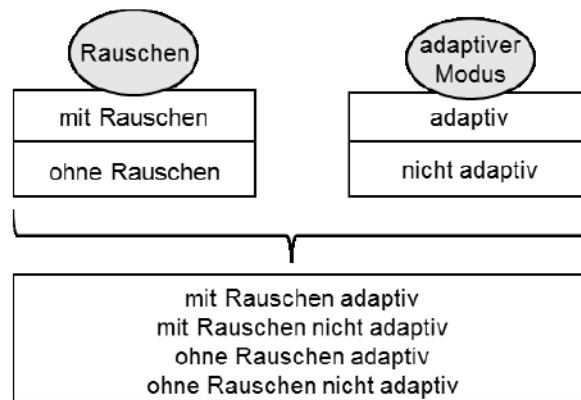 Rauschen
mit Rauschen
ohne Rauschen
adaptiver
Modus
adaptiv
nicht adaptiv
mit Rauschen adaptiv
mit Rauschen nicht adaptiv
ohne Rauschen adaptiv
ohne Rauschen nicht adaptiv